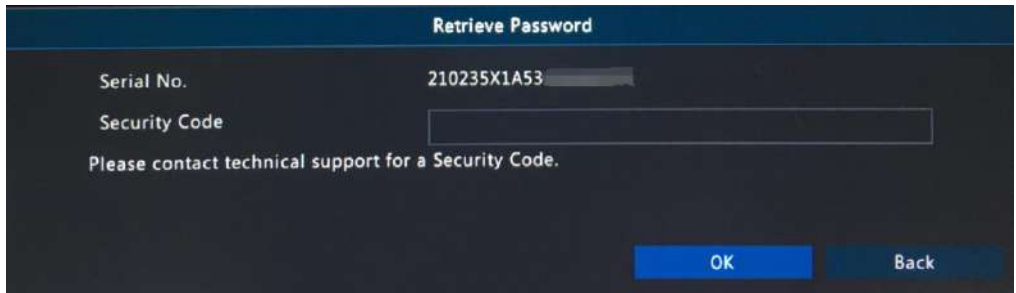 Retrieve Password
Serial No. 210235X1A53
Security Code
Please contact technical support for a Security Code.
OK Back